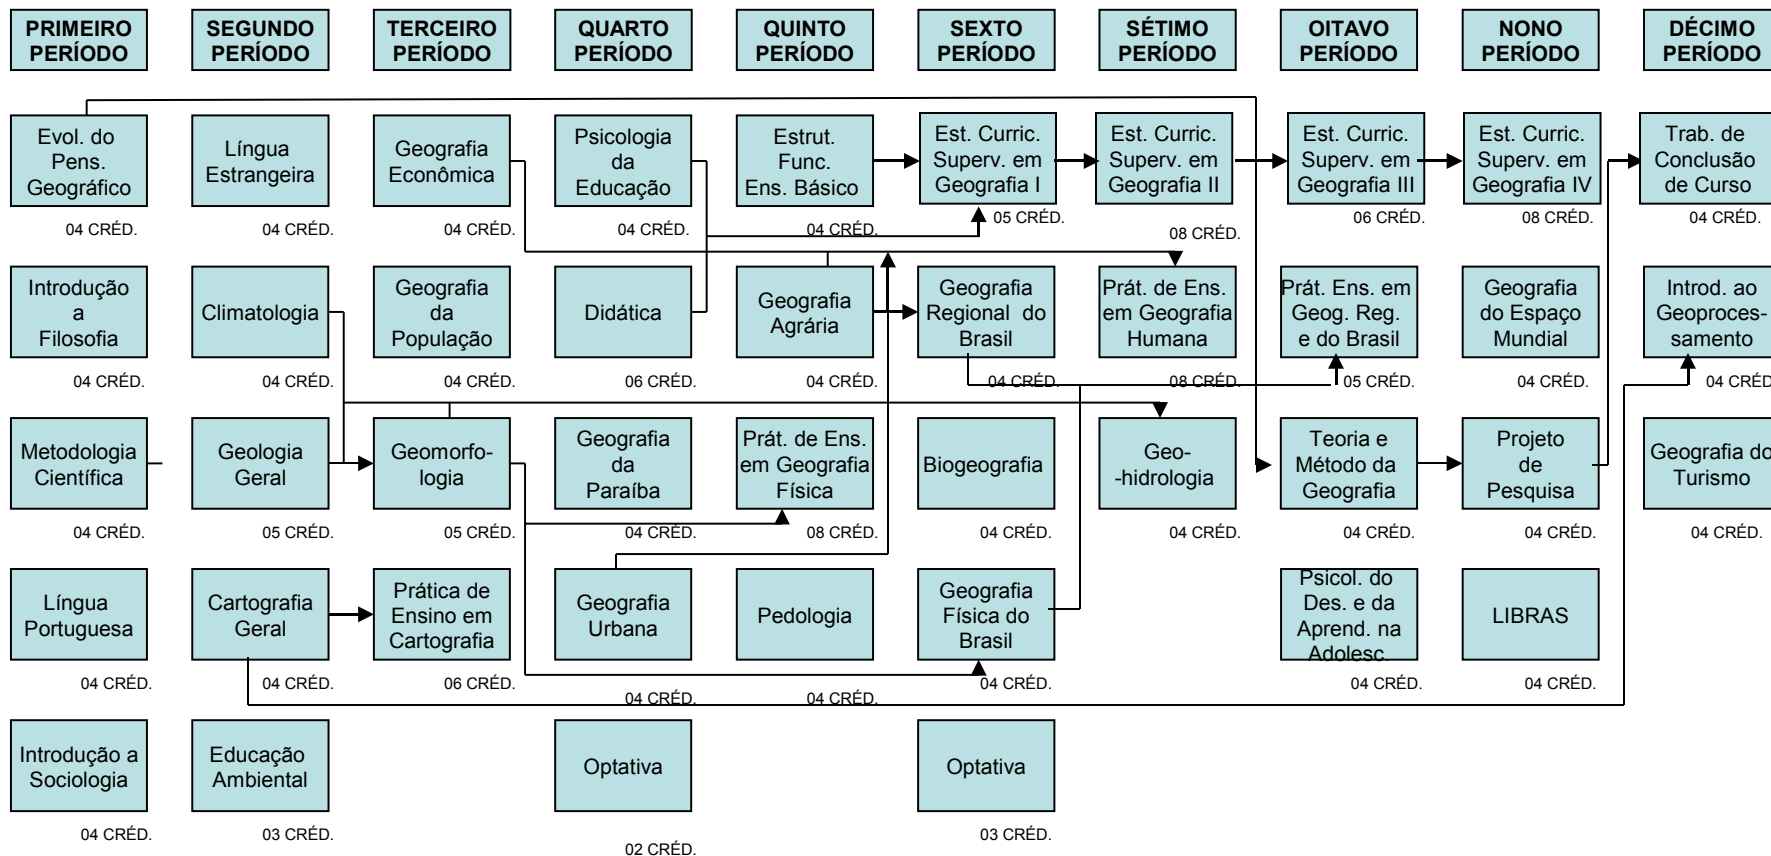 PRIMEIRO
PERÍODO
SEGUNDO
PERÍODO
TERCEIRO
PERÍODO
QUARTO
PERÍODO
QUINTO
PERÍODO
SEXTO
PERÍODO
SÉTIMO
PERÍODO
OITAVO
PERÍODO
NONO
PERÍODO
DÉCIMO
PERÍODO
Evol. do
Pens.
Geográfico
04 CRÉD.
Língua
Estrangeira
04 CRÉD.
Geografia
Econômica
04 CRÉD.
Psicologia
da
Educação
04 CRÉD.
Estrut.
Func.
Ens. Básico
04 CRÉD.
Est. Curric.
Superv. em
Geografia I
05 CRÉD.
Est. Curric.
Superv. em
Geografia II
08 CRÉD.
Est. Curric.
Superv. em
Geografia III
06 CRÉD.
Est. Curric.
Superv. em
Geografia IV
08 CRÉD.
Trab. de
Conclusão
de Curso
04 CRÉD.
Introdução
a
Filosofia
04 CRÉD.
Climatologia
04 CRÉD.
Geografia
da
População
04 CRÉD.
Didática
06 CRÉD.
Geografia
Agrária
04 CRÉD.
Geografia
Regional do
Brasil
04 CRÉD.
Prát. de Ens.
em Geografia
Humana
08 CRÉD.
Prát. Ens. em
Geog. Reg.
e do Brasil
05 CRÉD.
Geografia
do Espaço
Mundial
04 CRÉD.
Introd. ao
Geoproces-
samento
04 CRÉD
Metodologia
Científica
04 CRÉD.
Geologia
Geral
05 CRÉD.
Geomorfo-
logia
05 CRÉD.
Geografia
da
Paraíba
04 CRÉD.
Prát. de Ens.
em Geografia
Física
08 CRÉD.
Biogeografia
04 CRÉD.
Geo-
-hidrologia
04 CRÉD.
Teoria e
Método da
Geografia
04 CRÉD.
Projeto
de
Pesquisa
04 CRÉD.
Geografia do
Turismo
04 CRÉD.
Língua
Portuguesa
04 CRÉD.
Cartografia
Geral
04 CRÉD.
Prática de
Ensino em
Cartografia
06 CRÉD.
Geografia
Urbana
04 CRÉD.
Pedologia
04 CRÉD.
Geografia
Física do
Brasil
04 CRÉD.
Psicol. do
Des. e da
Aprend. na
Adolesc.
04 CRÉD.
LIBRAS
04 CRÉD.
Introdução a
Sociologia
04 CRÉD.
Educação
Ambiental
03 CRÉD.
Optativa
02 CRÉD.
Optativa
03 CRÉD.